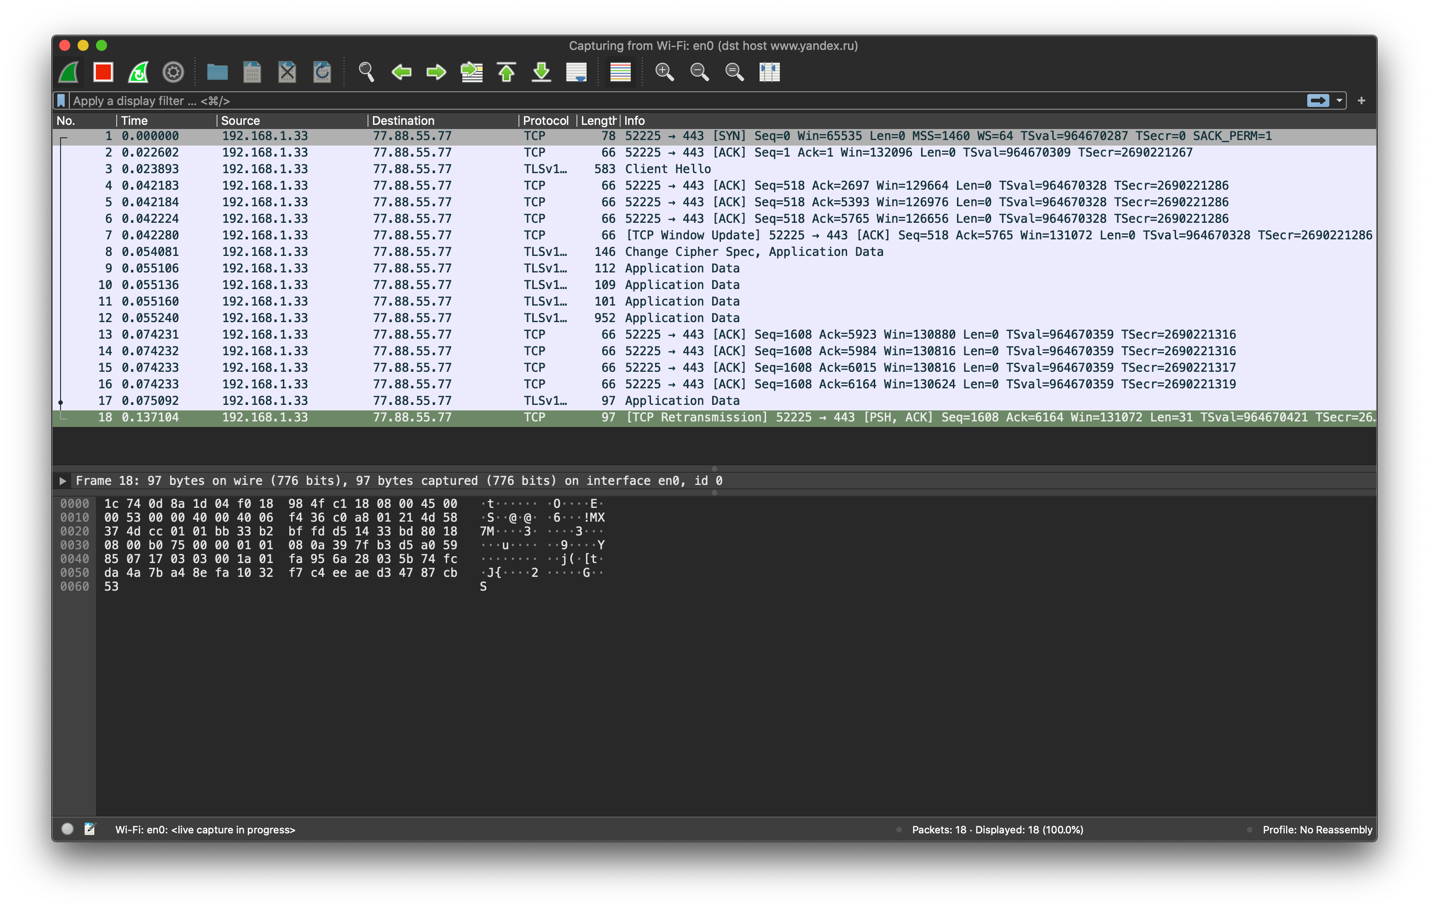 Capturing from Wi-Fi: en0 (dst host www.yandex.ru)
Apply a display filter ... <⌘/>
No. Time Source Destination Protocol Length Info
1 0.000000 192.168.1.33 77.88.55.77 TCP 78 52225 → 443 [SYN] Seq=0 Win=65535 Len=0 MSS=1460 WS=64 TSval=964670287 TSecr=0 SACK_PERM=1
2 0.022602 192.168.1.33 77.88.55.77 TCP 66 52225 → 443 [ACK] Seq=1 Ack=1 Win=132096 Len=0 TSval=964670309 TSecr=2690221267
3 0.023893 192.168.1.33 77.88.55.77 TLSv1… 583 Client Hello
4 0.042183 192.168.1.33 77.88.55.77 TCP 66 52225 → 443 [ACK] Seq=518 Ack=2697 Win=129664 Len=0 TSval=964670328 TSecr=2690221286
5 0.042184 192.168.1.33 77.88.55.77 TCP 66 52225 → 443 [ACK] Seq=518 Ack=5393 Win=126976 Len=0 TSval=964670328 TSecr=2690221286
6 0.042224 192.168.1.33 77.88.55.77 TCP 66 52225 → 443 [ACK] Seq=518 Ack=5765 Win=126656 Len=0 TSval=964670328 TSecr=2690221286
7 0.042280 192.168.1.33 77.88.55.77 TCP 66 [TCP Window Update] 52225 → 443 [ACK] Seq=518 Ack=5765 Win=131072 Len=0 TSval=964670328 TSecr=2690221286
8 0.054081 192.168.1.33 77.88.55.77 TLSv1… 146 Change Cipher Spec, Application Data
9 0.055106 192.168.1.33 77.88.55.77 TLSv1… 112 Application Data
10 0.055136 192.168.1.33 77.88.55.77 TLSv1… 109 Application Data
11 0.055160 192.168.1.33 77.88.55.77 TLSv1… 101 Application Data
12 0.055240 192.168.1.33 77.88.55.77 TLSv1… 952 Application Data
13 0.074231 192.168.1.33 77.88.55.77 TCP 66 52225 → 443 [ACK] Seq=1608 Ack=5923 Win=130880 Len=0 TSval=964670359 TSecr=2690221316
14 0.074232 192.168.1.33 77.88.55.77 TCP 66 52225 → 443 [ACK] Seq=1608 Ack=5984 Win=130816 Len=0 TSval=964670359 TSecr=2690221316
15 0.074233 192.168.1.33 77.88.55.77 TCP 66 52225 → 443 [ACK] Seq=1608 Ack=6015 Win=130816 Len=0 TSval=964670359 TSecr=2690221317
16 0.074233 192.168.1.33 77.88.55.77 TCP 66 52225 → 443 [ACK] Seq=1608 Ack=6164 Win=130624 Len=0 TSval=964670359 TSecr=2690221319
17 0.075092 192.168.1.33 77.88.55.77 TLSv1… 97 Application Data
18 0.137104 192.168.1.33 77.88.55.77 TCP 97 [TCP Retransmission] 52225 → 443 [PSH, ACK] Seq=1608 Ack=6164 Win=131072 Len=31 TSval=964670421 TSecr=26…
Frame 18: 97 bytes on wire (776 bits), 97 bytes captured (776 bits) on interface en0, id 0
0000 1c 74 0d 8a 1d 04 f0 18 98 4f c1 18 08 00 45 00 ·t······ ·O····E·
0010 00 53 00 00 40 00 40 06 f4 36 c0 a8 01 21 4d 58 ·S··@·@· ·6···!MX
0020 37 4d cc 01 01 bb 33 b2 bf fd d5 14 33 bd 80 18 7M····3· ····3···
0030 08 00 b0 75 00 00 01 01 08 0a 39 7f b3 d5 a0 59 ···u···· ··9····Y
0040 85 07 17 03 03 00 1a 01 fa 95 6a 28 03 5b 74 fc ········ ··j(·[t·
0050 da 4a 7b a4 8e fa 10 32 f7 c4 ee ae d3 47 87 cb ·J{····2 ·····G··
0060 53 S
Wi-Fi: en0: <live capture in progress> Packets: 18 · Displayed: 18 (100.0%) Profile: No Reassembly